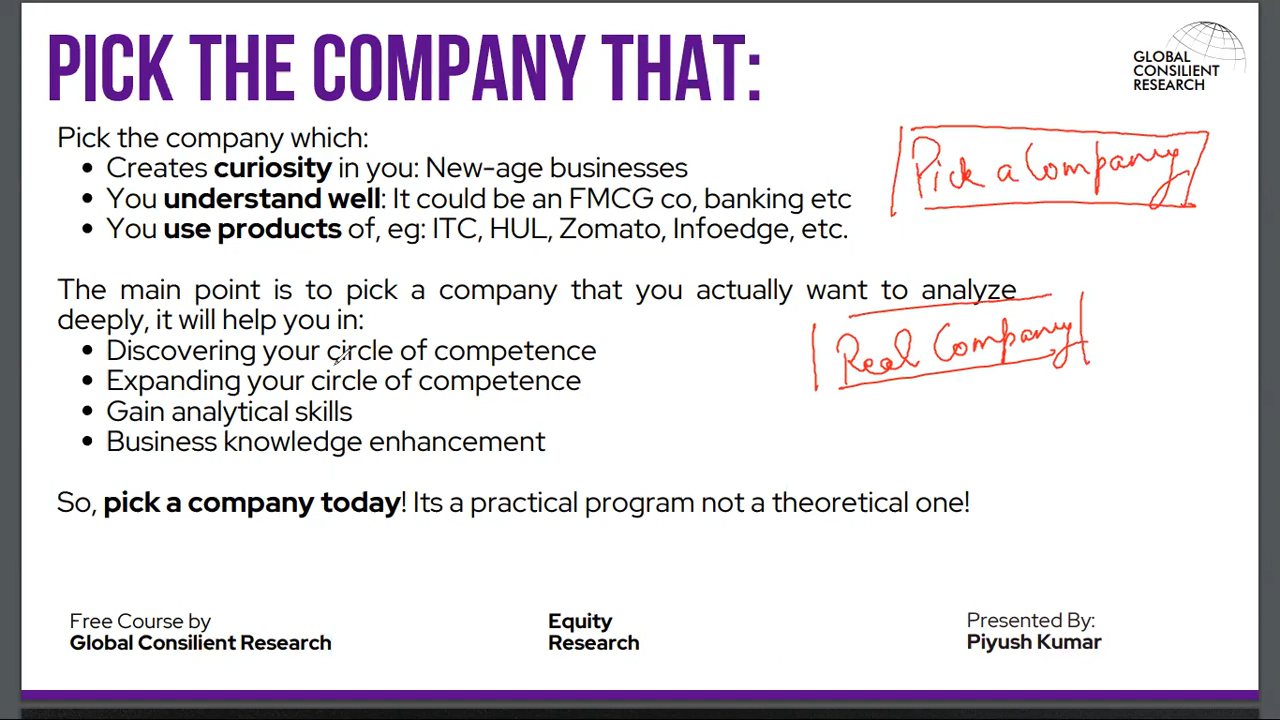 PICK THE COMPANY THAT:
GLOBAL
CONSILIENT
RESEARCH
Pick the company which:
• Creates curiosity in you: New-age businesses
• You understand well: It could be an FMCG co, banking etc
• You use products of, eg: ITC, HUL, Zomato, Infoedge, etc.
Pick a Company
The main point is to pick a company that you actually want to analyze
deeply, it will help you in:
• Discovering your circle of competence
• Expanding your circle of competence
• Gain analytical skills
• Business knowledge enhancement
Real Company
So, pick a company today! Its a practical program not a theoretical one!
Free Course by
Global Consilient Research
Equity
Research
Presented By:
Piyush Kumar